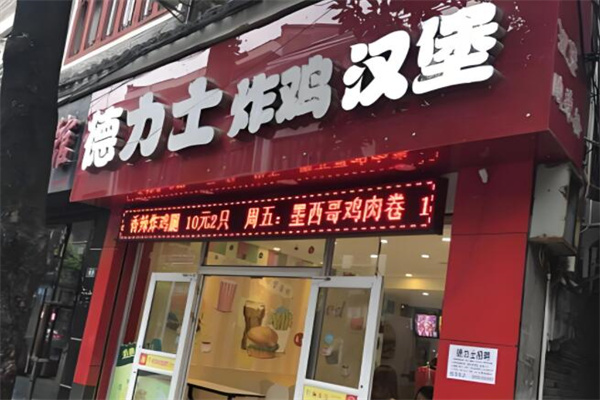 德力士炸鸡汉堡
香辣炸鸡腿 10元2只 周五: 墨西哥鸡肉卷 1
德力士招聘